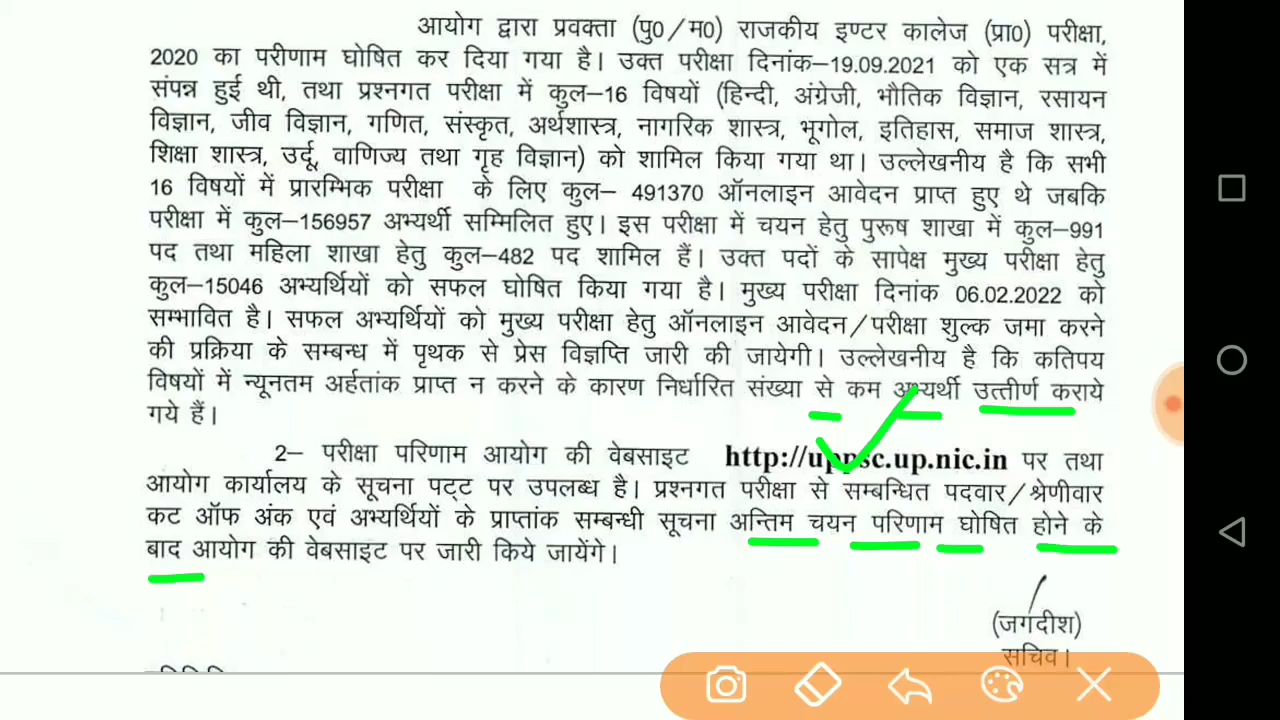 आयोग द्वारा प्रवक्ता (पु0/म0) राजकीय इण्टर कालेज (प्रा0) परीक्षा,
2020 का परीणाम घोषित कर दिया गया है। उक्त परीक्षा दिनांक–19.09.2021 को एक सत्र में
संपन्न हुई थी, तथा प्रश्नगत परीक्षा में कुल–16 विषयों (हिन्दी, अंग्रेजी, भौतिक विज्ञान, रसायन
विज्ञान, जीव विज्ञान, गणित, संस्कृत, अर्थशास्त्र, नागरिक शास्त्र, भूगोल, इतिहास, समाज शास्त्र,
शिक्षा शास्त्र, उर्दू, वाणिज्य तथा गृह विज्ञान) को शामिल किया गया था। उल्लेखनीय है कि सभी
16 विषयों में प्रारम्भिक परीक्षा के लिए कुल– 491370 ऑनलाइन आवेदन प्राप्त हुए थे जबकि
परीक्षा में कुल–156957 अभ्यर्थी सम्मिलित हुए। इस परीक्षा में चयन हेतु पुरूष शाखा में कुल–991
पद तथा महिला शाखा हेतु कुल–482 पद शामिल हैं। उक्त पदों के सापेक्ष मुख्य परीक्षा हेतु
कुल–15046 अभ्यर्थियों को सफल घोषित किया गया है। मुख्य परीक्षा दिनांक 06.02.2022 को
सम्भावित है। सफल अभ्यर्थियों को मुख्य परीक्षा हेतु ऑनलाइन आवेदन/परीक्षा शुल्क जमा करने
की प्रक्रिया के सम्बन्ध में पृथक से प्रेस विज्ञप्ति जारी की जायेगी। उल्लेखनीय है कि कतिपय
विषयों में न्यूनतम अर्हतांक प्राप्त न करने के कारण निर्धारित संख्या से कम अभ्यर्थी उत्तीर्ण कराये
गये हैं।
2– परीक्षा परिणाम आयोग की वेबसाइट http://uppsc.up.nic.in पर तथा
आयोग कार्यालय के सूचना पट्ट पर उपलब्ध है। प्रश्नगत परीक्षा से सम्बन्धित पदवार/श्रेणीवार
कट ऑफ अंक एवं अभ्यर्थियों के प्राप्तांक सम्बन्धी सूचना अन्तिम चयन परिणाम घोषित होने के
बाद आयोग की वेबसाइट पर जारी किये जायेंगे।
(जगदीश)
सचिव।